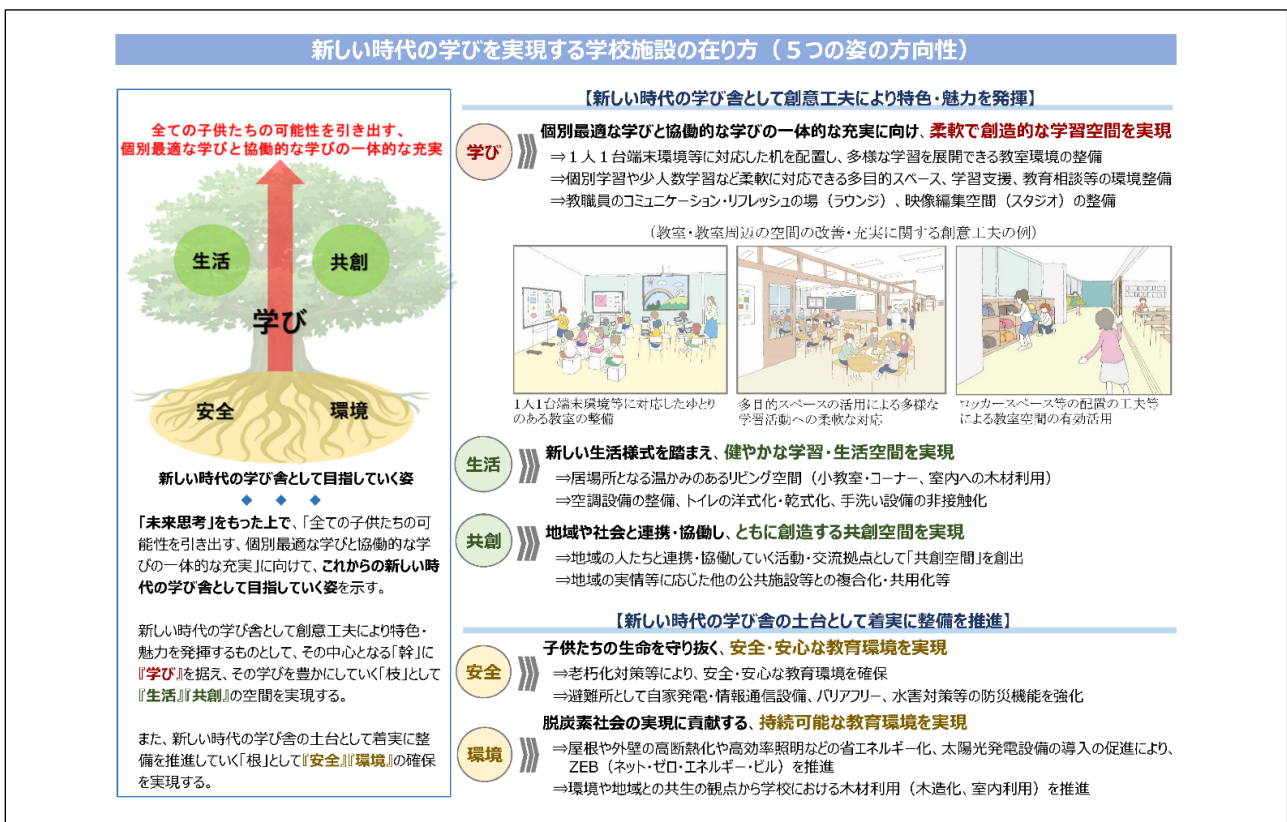 新しい時代の学びを実現する学校施設の在り方（５つの姿の方向性）
全ての子供たちの可能性を引き出す、
個別最適な学びと協働的な学びの一体的な充実
生活
共創
学び
安全
環境
新しい時代の学び舎として目指していく姿
◆ ◆ ◆
「未来思考」をもった上で、「全ての子供たちの可
能性を引き出す、個別最適な学びと協働的な学
びの一体的な充実」に向けて、これからの新しい時
代の学び舎として目指していく姿を示す。
新しい時代の学び舎として創意工夫により特色・
魅力を発揮するものとして、その中心となる「幹」に
『学び』を据え、その学びを豊かにしていく「枝」として
『生活』『共創』の空間を実現する。
また、新しい時代の学び舎の土台として着実に整
備を推進していく「根」として『安全』『環境』の確保
を実現する。
【新しい時代の学び舎として創意工夫により特色・魅力を発揮】
学び
個別最適な学びと協働的な学びの一体的な充実に向け、柔軟で創造的な学習空間を実現
⇒１人１台端末環境等に対応した机を配置し、多様な学習を展開できる教室環境の整備
⇒個別学習や少人数学習など柔軟に対応できる多目的スペース、学習支援、教育相談等の環境整備
⇒教職員のコミュニケーション・リフレッシュの場（ラウンジ）、映像編集空間（スタジオ）の整備
（教室・教室周辺の空間の改善・充実に関する創意工夫の例）
1人1台端末環境等に対応したゆとり
のある教室の整備
多目的スペースの活用による多様な
学習活動への柔軟な対応
ロッカースペース等の配置の工夫等
による教室空間の有効活用
生活
新しい生活様式を踏まえ、健やかな学習・生活空間を実現
⇒居場所となる温かみのあるリビング空間（小教室・コーナー、室内への木材利用）
⇒空調設備の整備、トイレの洋式化・乾式化、手洗い設備の非接触化
共創
地域や社会と連携・協働し、ともに創造する共創空間を実現
⇒地域の人たちと連携・協働していく活動・交流拠点として「共創空間」を創出
⇒地域の実情等に応じた他の公共施設等との複合化・共用化等
【新しい時代の学び舎の土台として着実に整備を推進】
安全
子供たちの生命を守り抜く、安全・安心な教育環境を実現
⇒老朽化対策等により、安全・安心な教育環境を確保
⇒避難所として自家発電・情報通信設備、バリアフリー、水害対策等の防災機能を強化
環境
脱炭素社会の実現に貢献する、持続可能な教育環境を実現
⇒屋根や外壁の高断熱化や高効率照明などの省エネルギー化、太陽光発電設備の導入の促進により、
ZEB（ネット・ゼロ・エネルギー・ビル）を推進
⇒環境や地域との共生の観点から学校における木材利用（木造化、室内利用）を推進